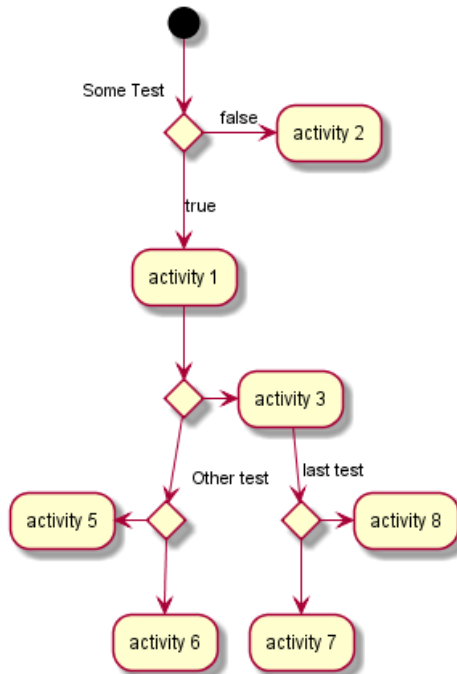 Some Test
false
activity 2
true
activity 1
activity 3
Other test
last test
activity 5
activity 8
activity 6
activity 7